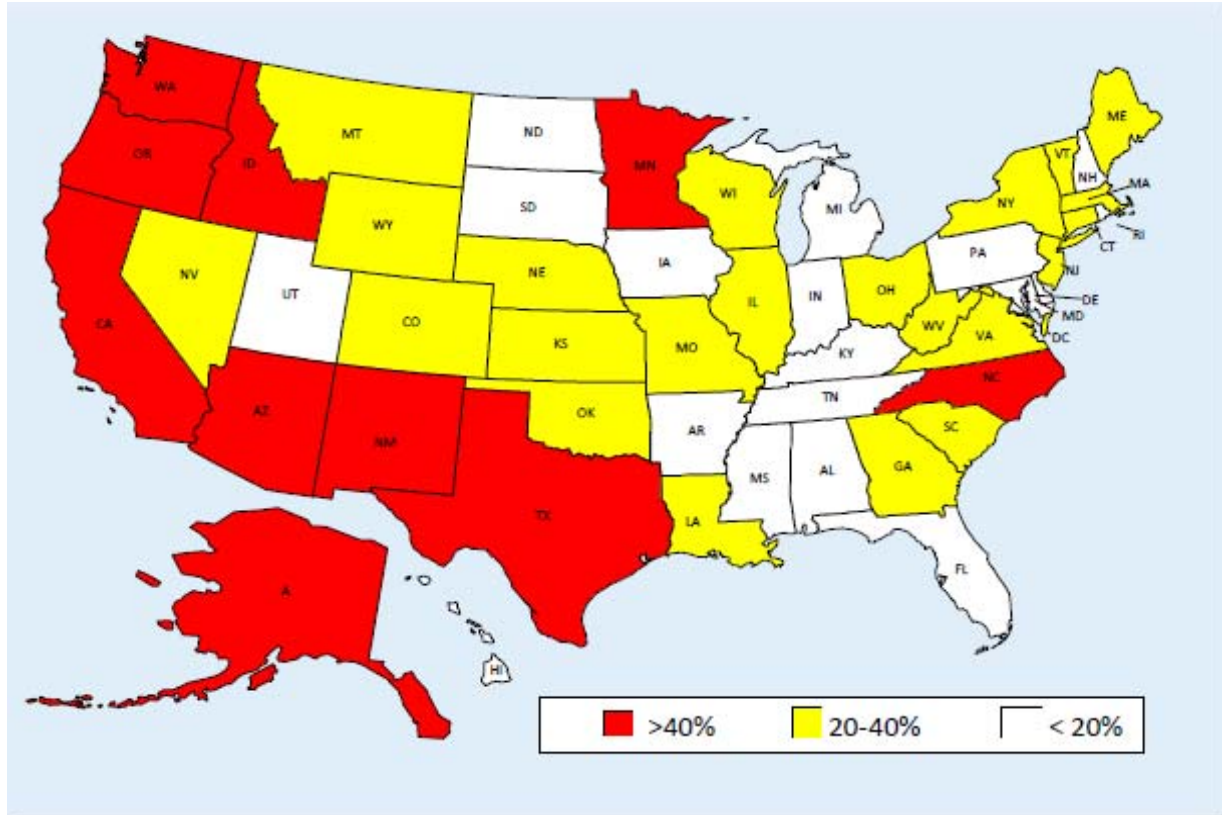 WA
OR
ID
MT
ND
MN
SD
WY
NE
IA
WI
MI
NY
VT
NH
ME
MA
RI
CT
PA
NJ
DE
MD
DC
OH
WV
VA
IN
IL
KY
NV
UT
CO
KS
MO
CA
AZ
NM
OK
AR
TN
NC
SC
GA
AL
MS
LA
TX
FL
A
HI
>40% 20-40% < 20%